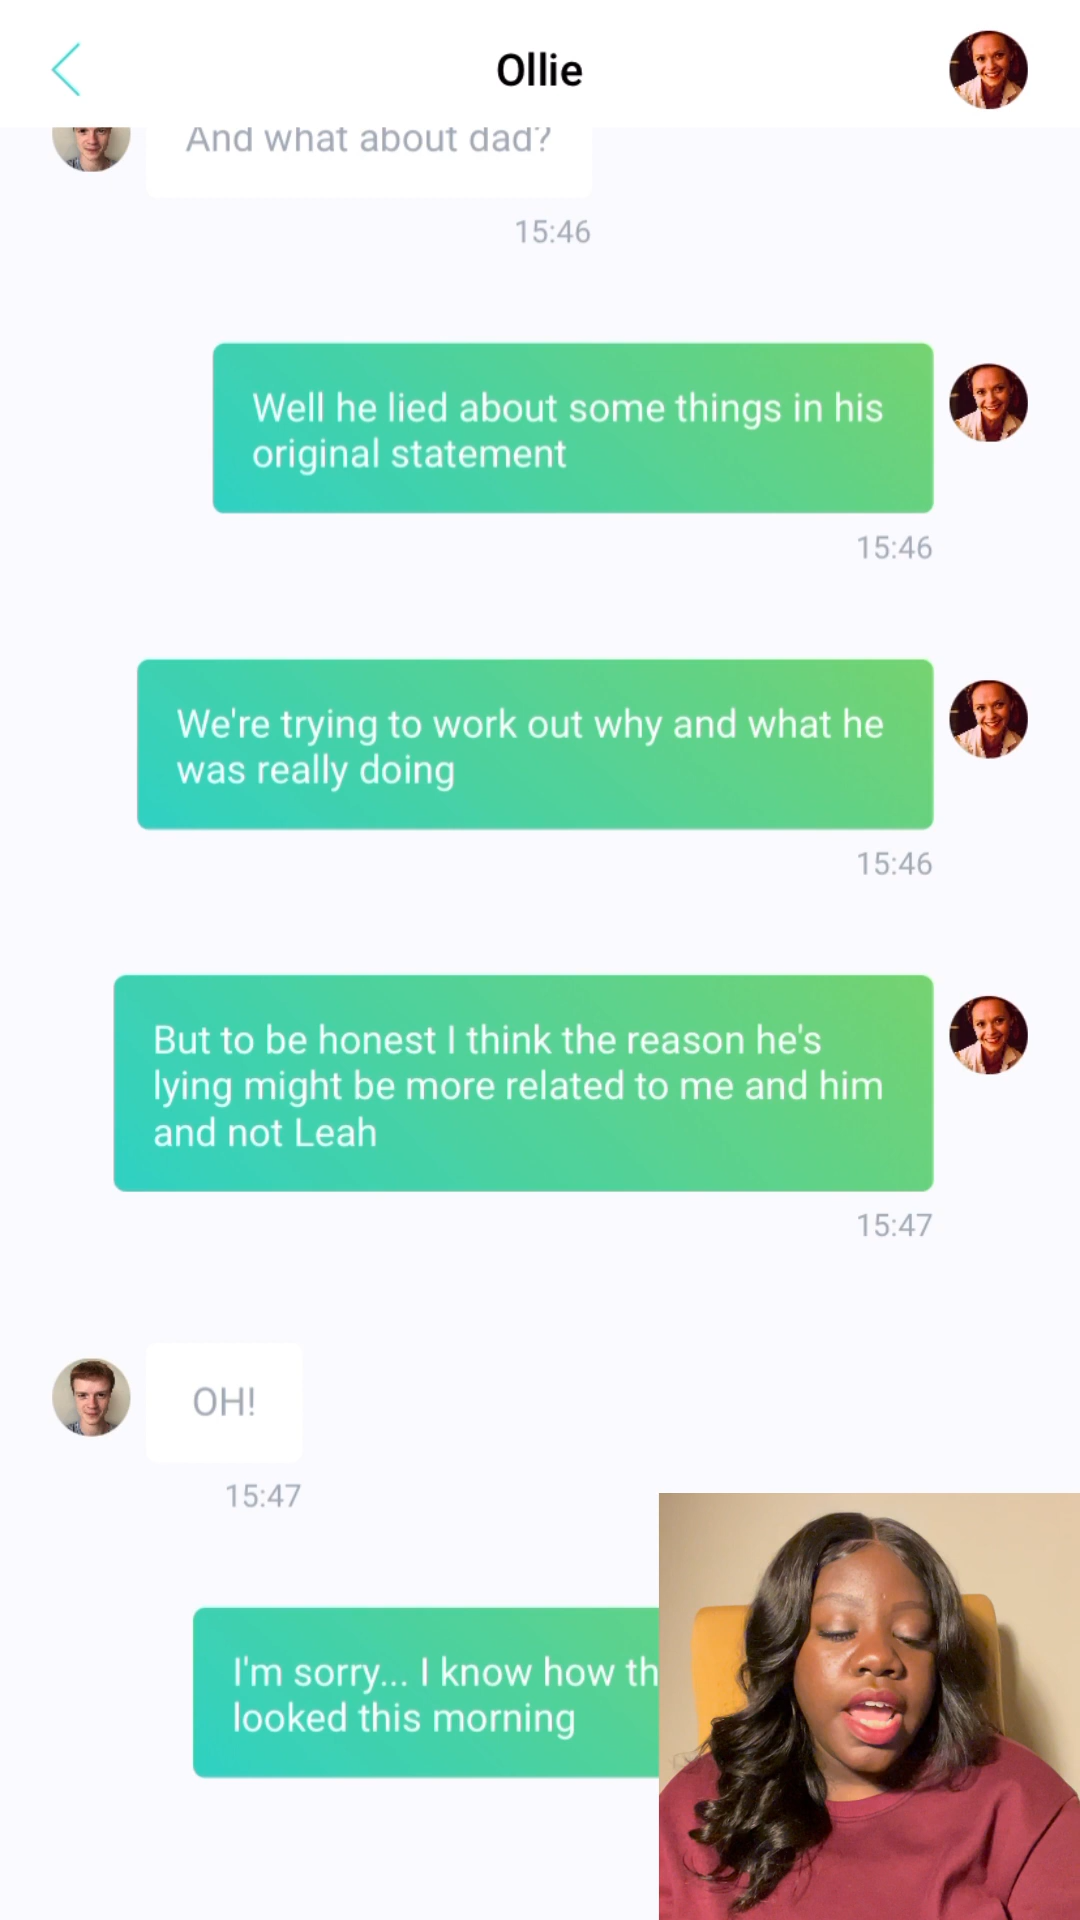 Ollie
And what about dad?
15:46
Well he lied about some things in his
original statement
15:46
We're trying to work out why and what he
was really doing
15:46
But to be honest I think the reason he's
lying might be more related to me and him
and not Leah
15:47
OH!
15:47
I'm sorry... I know how th
looked this morning